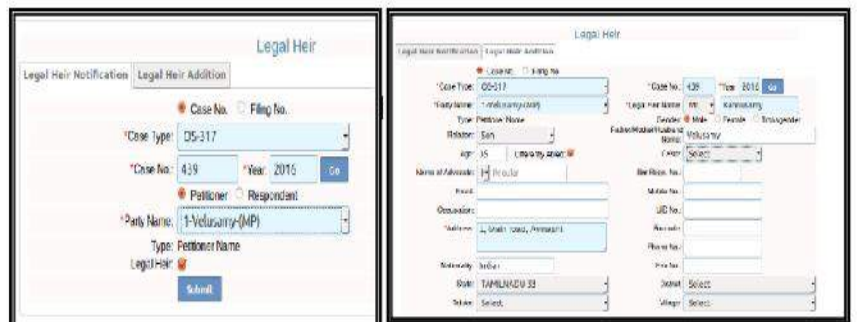 Legal Heir
Legal Heir Notification Legal Heir Addition
Case No. Filing No.
*Case Type: OS-317
*Case No.: 439 *Year: 2016 Go
Petitioner Respondent
*Party Name: 1-Velusamy-(MP)
Type: Petitioner Name
Legal Heir:
Submit
Legal Heir
Legal Heir Notification Legal Heir Addition
Case No. Filing No.
*Case Type: OS-317 *Case No.: 439 *Year 2016 Go
*Party Name: 1-Velusamy-(MP) *Legal Heir Name: Mr.
Type: Petitioner Name Gender: Male Female Transgender
Relation: Son Father/Mother/Husband
Name: Velusamy
Age: Select
Name of Advocate: Regular Bar Regn. No.:
Email: Mobile No.:
Occupation: UID No.:
*Address: Main road,
Phone No.:
Nationality: Indian Fax No.:
State: TAMILNADU 33 District: Select
Taluka: Select Village: Select